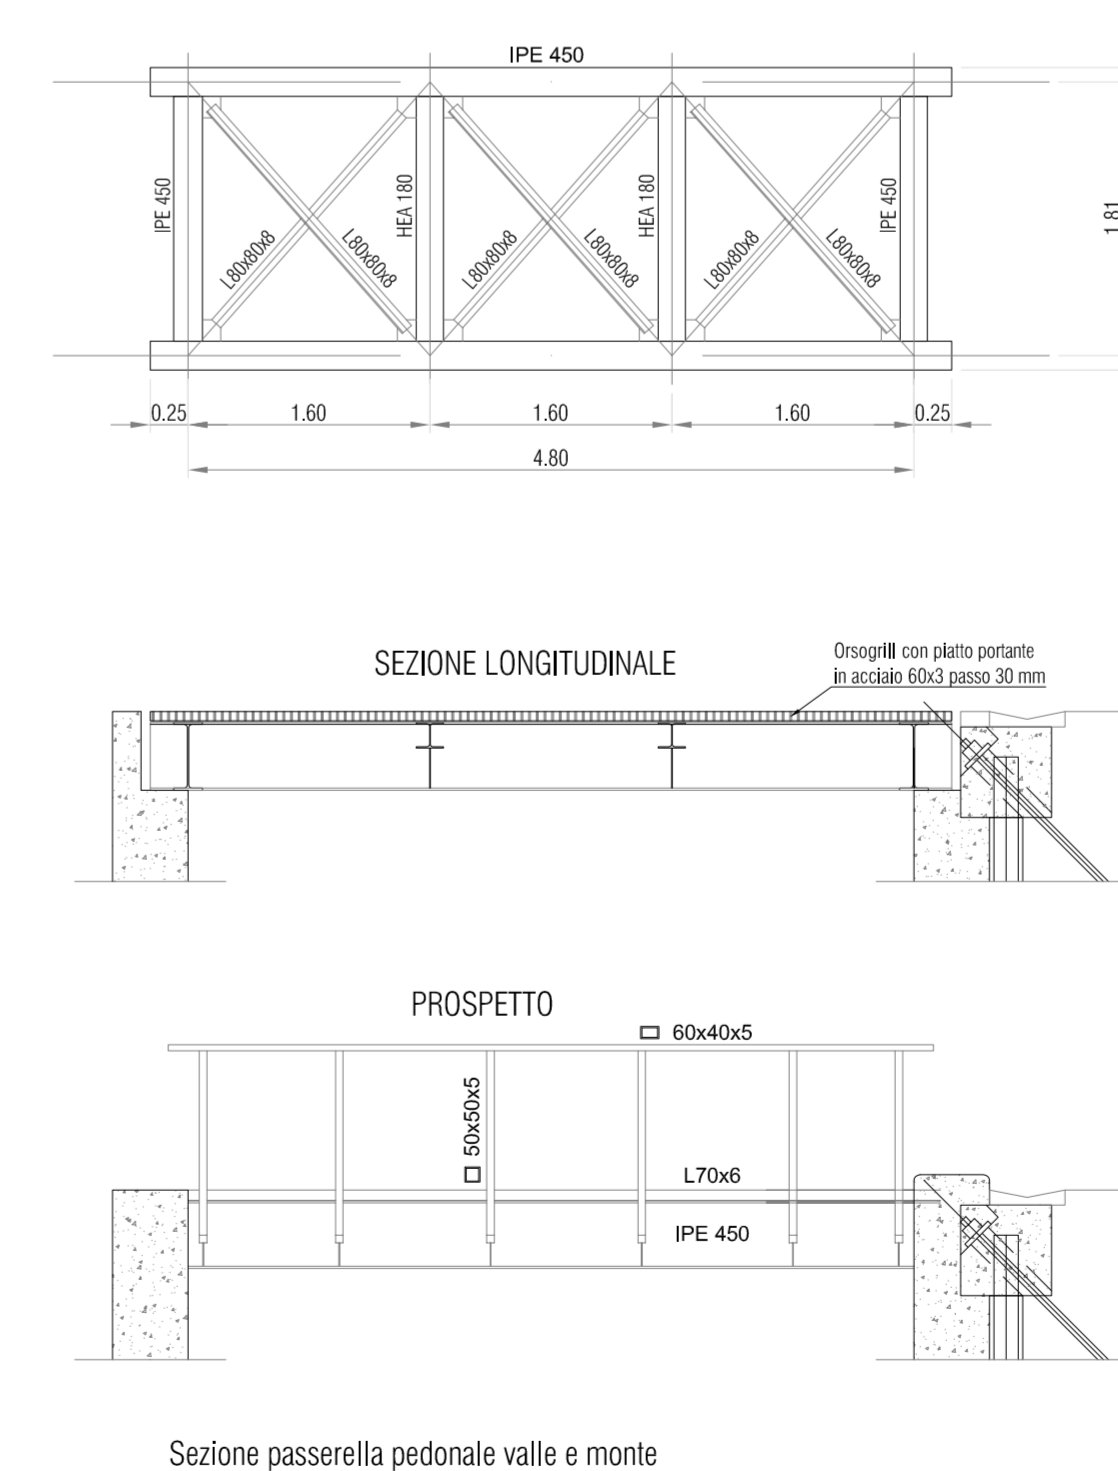 IPE 450
IPE 450
HEA 180
HEA 180
IPE 450
1.81
L80x80x8
L80x80x8
L80x80x8
L80x80x8
L80x80x8
L80x80x8
0.25
1.60
1.60
1.60
0.25
4.80
SEZIONE LONGITUDINALE
Orsogrill con piatto portante
in acciaio 60x3 passo 30 mm
PROSPETTO
60x40x5
50x50x5
L70x6
IPE 450
Sezione passerella pedonale valle e monte